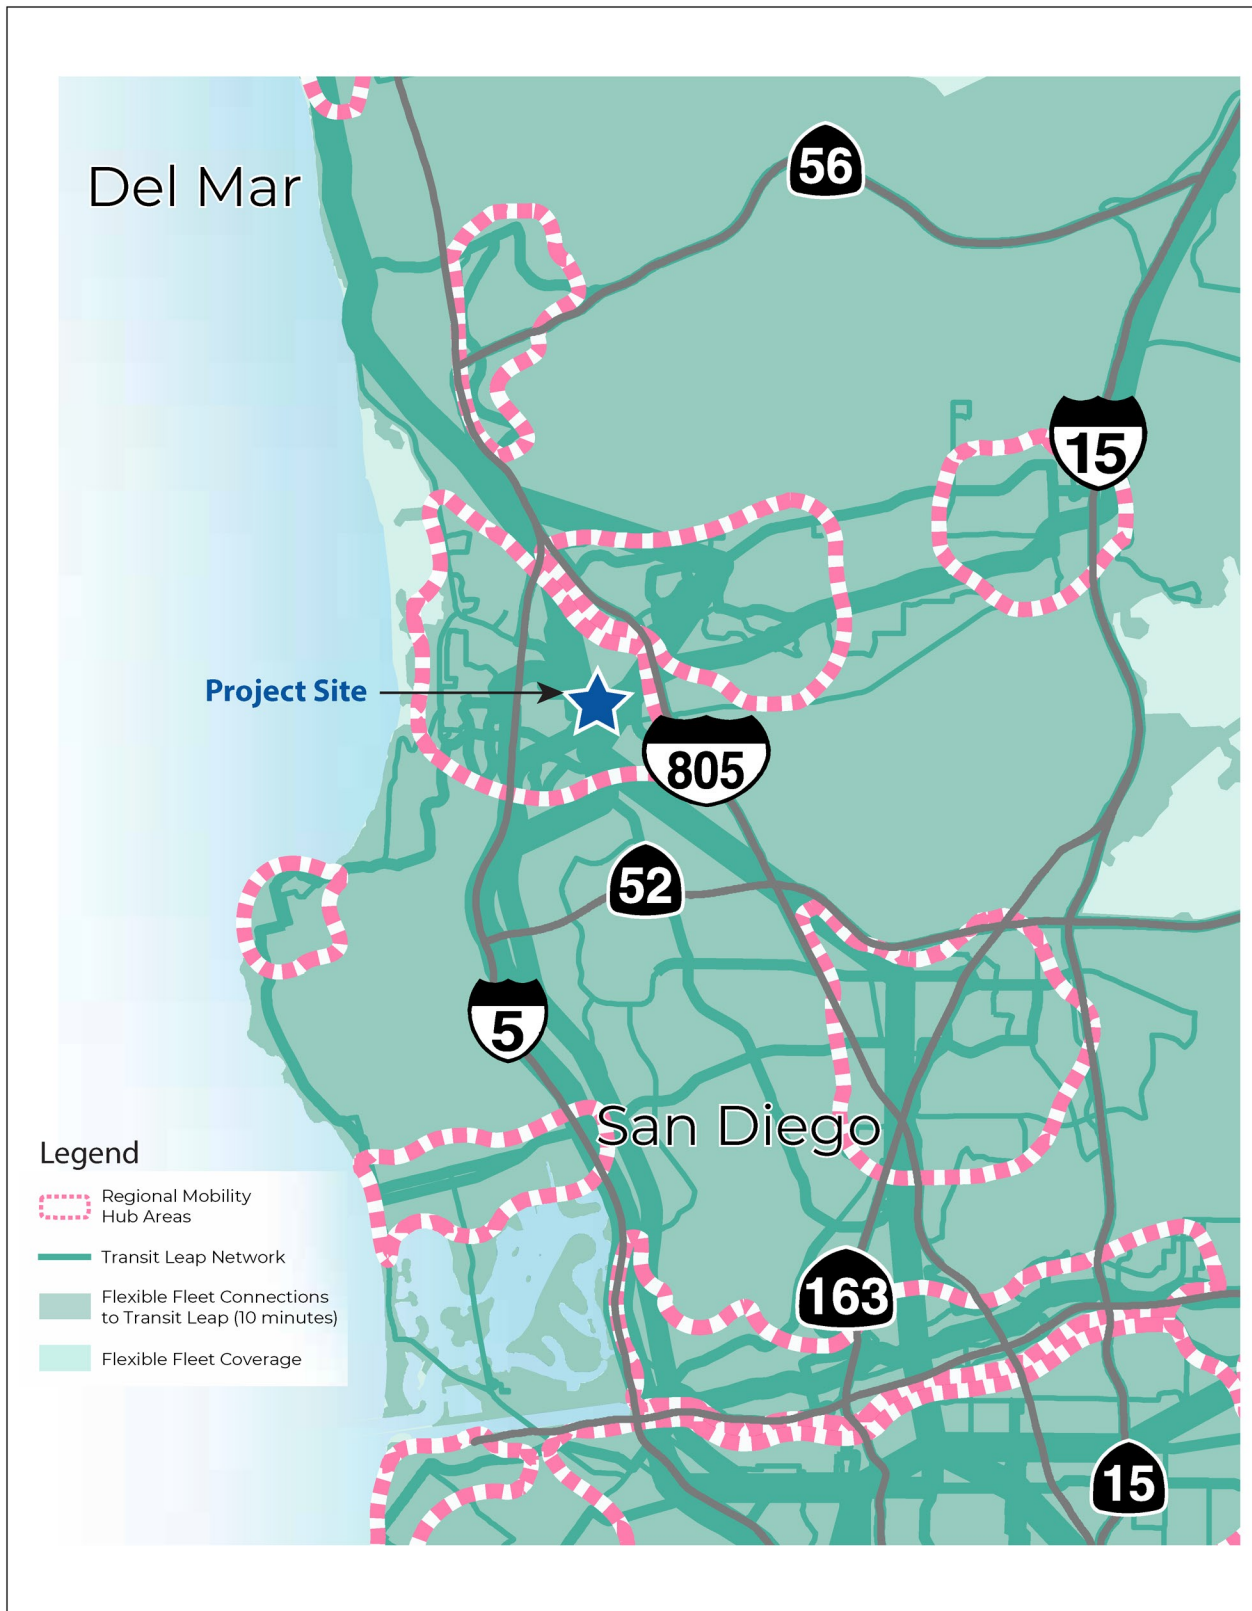 Del Mar
56
15
Project Site
805
52
5
San Diego
Legend
Regional Mobility
Hub Areas
Transit Leap Network
Flexible Fleet Connections
to Transit Leap (10 minutes)
Flexible Fleet Coverage
163
15